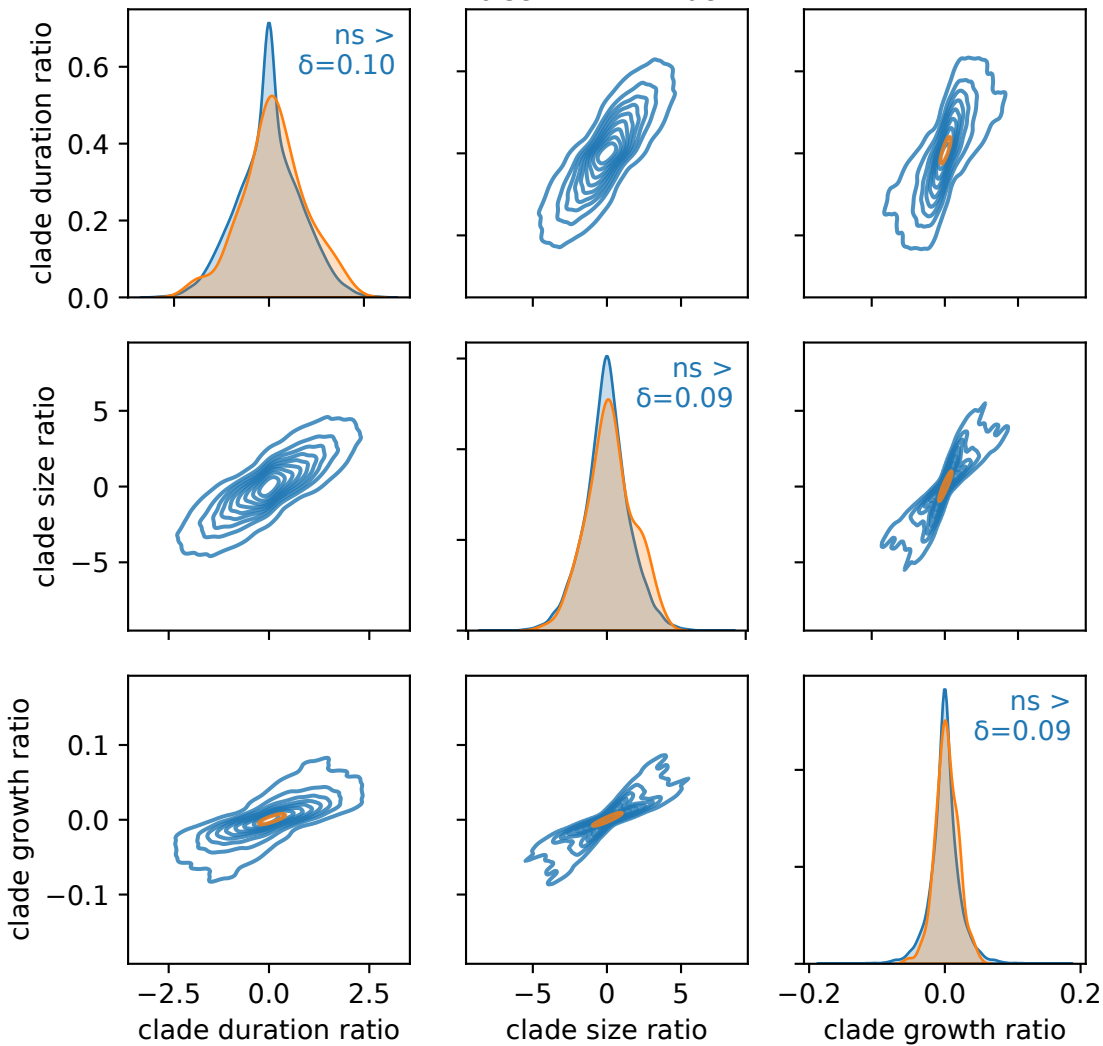 clade duration ratio
0.6
0.4
0.2
0.0
ns >
δ=0.10
clade size ratio
5
0
−5
ns >
δ=0.09
clade growth ratio
0.1
0.0
−0.1
ns >
δ=0.09
−2.5 0.0 2.5
clade duration ratio
−5 0 5
clade size ratio
−0.2 0.0 0.2
clade growth ratio